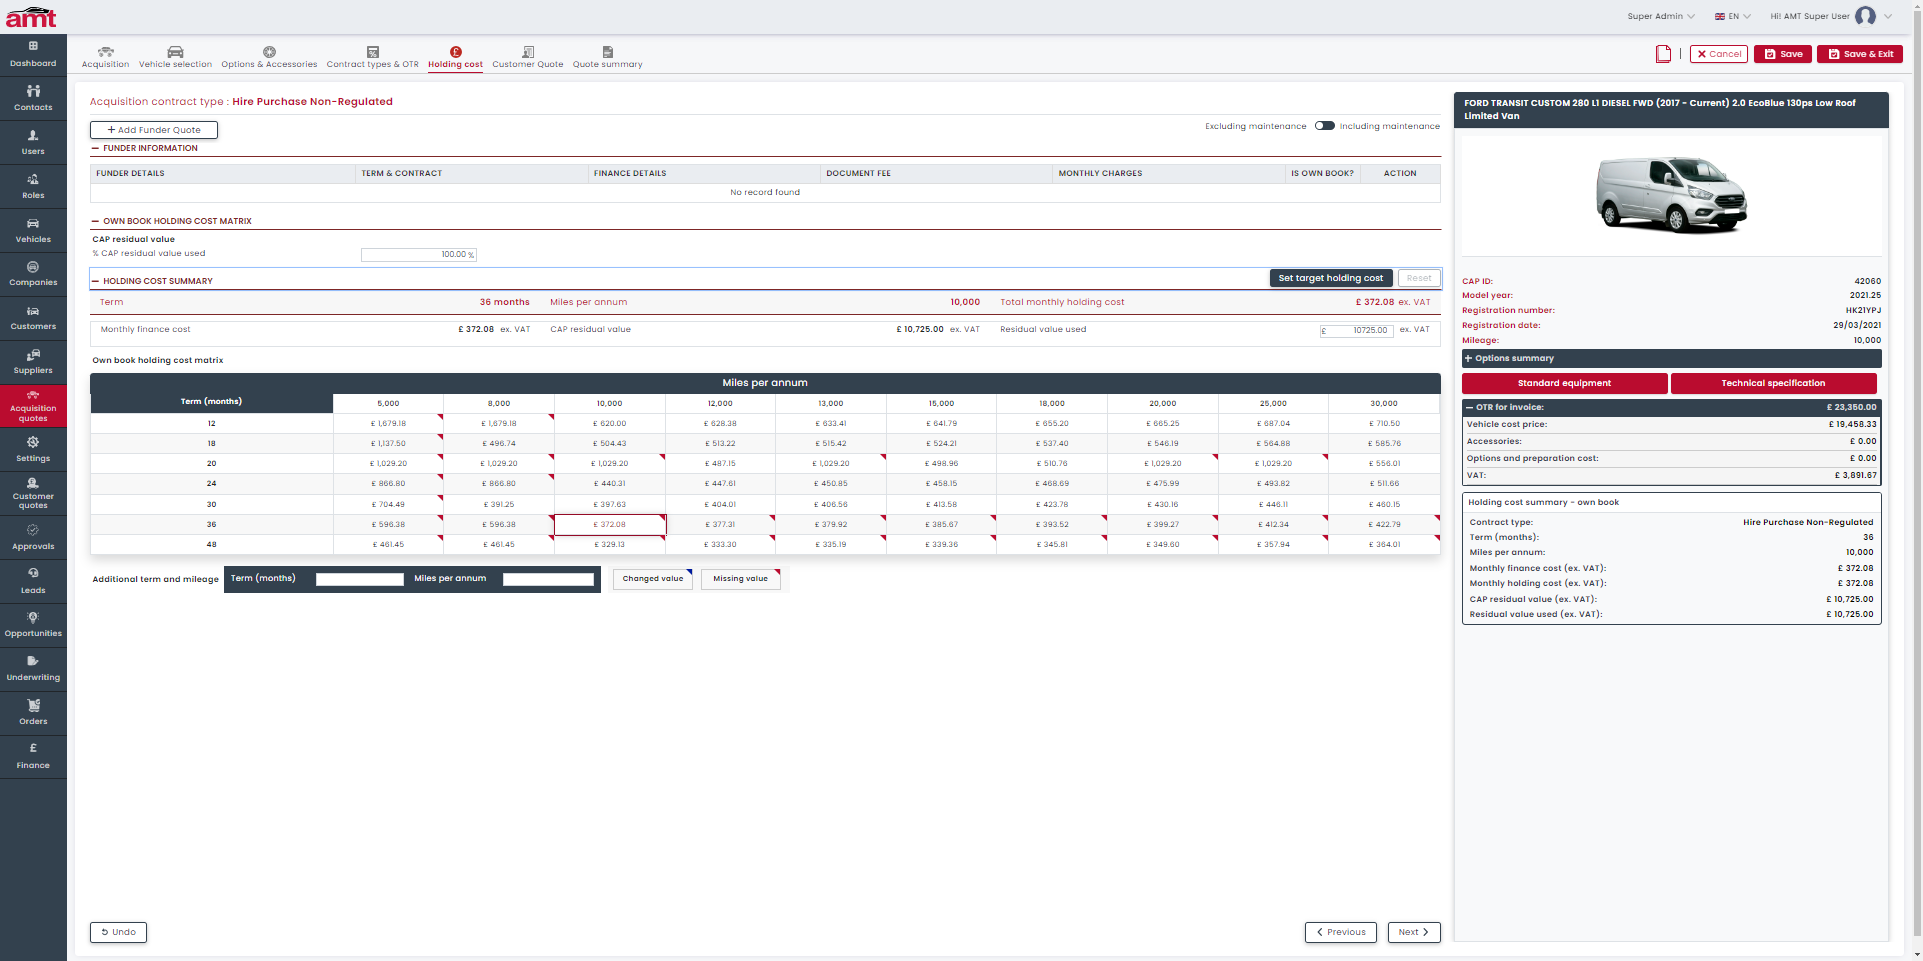 amt
Super Admin
EN
Hi! AMT Super User
Dashboard
Contacts
Users
Roles
Vehicles
Companies
Customers
Suppliers
Acquisition
quotes
Settings
Customer
quotes
Approvals
Leads
Opportunities
Underwriting
Orders
£
Finance
Acquisition
Vehicle selection
Options & Accessories
Contract types & OTR
£
Holding cost
Customer Quote
Quote summary
Cancel
Save
Save & Exit
Acquisition contract type : Hire Purchase Non-Regulated
+ Add Funder Quote
Excluding maintenance
Including maintenance
FUNDER INFORMATION
FUNDER DETAILS TERM & CONTRACT FINANCE DETAILS DOCUMENT FEE MONTHLY CHARGES IS OWN BOOK? ACTION
No record found
OWN BOOK HOLDING COST MATRIX
CAP residual value
% CAP residual value used 100.00 %
HOLDING COST SUMMARY
Set target holding cost
Reset
Term 36 months Miles per annum 10,000 Total monthly holding cost £ 372.08 ex. VAT
Monthly finance cost £ 372.08 ex. VAT CAP residual value £ 10,725.00 ex. VAT Residual value used £ 10725.00 ex. VAT
Own book holding cost matrix
Miles per annum
Term (months) 5,000 8,000 10,000 12,000 13,000 15,000 18,000 20,000 25,000 30,000
12 £ 1,679.18 £ 1,679.18 £ 620.00 £ 628.38 £ 633.41 £ 641.79 £ 655.20 £ 665.25 £ 687.04 £ 710.50
18 £ 1,137.50 £ 496.74 £ 504.43 £ 513.22 £ 515.42 £ 524.21 £ 537.40 £ 546.19 £ 564.88 £ 585.76
20 £ 1,029.20 £ 1,029.20 £ 1,029.20 £ 487.15 £ 1,029.20 £ 498.96 £ 510.76 £ 1,029.20 £ 1,029.20 £ 556.01
24 £ 866.80 £ 866.80 £ 440.31 £ 447.61 £ 450.85 £ 458.15 £ 468.69 £ 475.99 £ 493.82 £ 511.66
30 £ 704.49 £ 391.25 £ 397.63 £ 404.01 £ 406.56 £ 413.58 £ 423.78 £ 430.16 £ 446.11 £ 460.15
36 £ 596.38 £ 596.38 £ 372.08 £ 377.31 £ 379.92 £ 385.67 £ 393.52 £ 399.27 £ 412.34 £ 422.79
48 £ 461.45 £ 461.45 £ 329.13 £ 333.30 £ 335.19 £ 339.36 £ 345.81 £ 349.60 £ 357.94 £ 364.01
Additional term and mileage Term (months) Miles per annum Changed value Missing value
Undo
Previous
Next
FORD TRANSIT CUSTOM 280 L1 DIESEL FWD (2017 - Current) 2.0 EcoBlue 130ps Low Roof
Limited Van
CAP ID: 42060
Model year: 2021.25
Registration number: HK21YPJ
Registration date: 29/03/2021
Mileage: 10,000
+ Options summary
Standard equipment
Technical specification
OTR for invoice: £ 23,350.00
Vehicle cost price: £ 19,458.33
Accessories: £ 0.00
Options and preparation cost: £ 0.00
VAT: £ 3,891.67
Holding cost summary - own book
Contract type: Hire Purchase Non-Regulated
Term (months): 36
Miles per annum: 10,000
Monthly finance cost (ex. VAT): £ 372.08
Monthly holding cost (ex. VAT): £ 372.08
CAP residual value (ex. VAT): £ 10,725.00
Residual value used (ex. VAT): £ 10,725.00